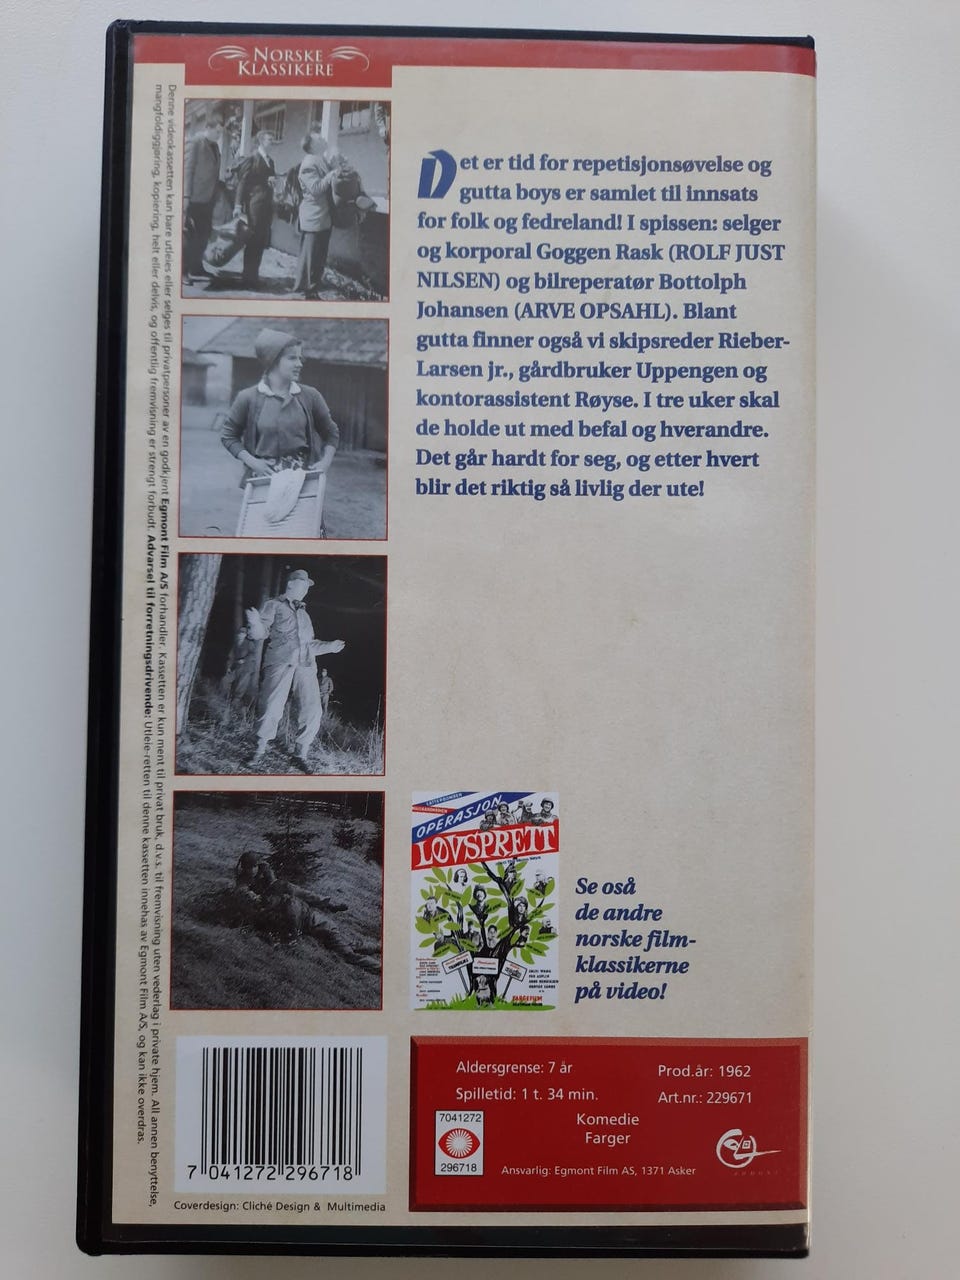 NORSKE
KLASSIKERE
Det er tid for repetisjonsøvelse og
gutta boys er samlet til innsats
for folk og fedreland! I spissen: selger
og korporal Goggen Rask (ROLF JUST
NILSEN) og bilreperatør Bottolph
Johansen (ARVE OPSAHL). Blant
gutta finner også vi skipsreder Rieber-
Larsen jr., gårdbruker Uppengen og
kontorassistent Røyse. I tre uker skal
de holde ut med befal og hverandre.
Det går hardt for seg, og etter hvert
blir det riktig så livlig der ute!
Denne videokassetten kan bare utleies eller selges til privatpersoner av en godkjent Egmont Film A/S forhandler. Kassetten er kun ment til privat bruk, d.v.s. til fremvisning uten vederlag i private hjem. All annen benyttelse,
mangfoldiggjøring, kopiering, helt eller delvis, og offentlig fremvisning er strengt forbudt. Advarsel til forretningsdrivende: Utleie-retten til denne kassetten innehas av Egmont Film A/S, og kan ikke overdras.
OPERASJON
LØVSPRETT
FARGEFILM
Se oså
de andre
norske film-
klassikerne
på video!
7 041272 296718
Coverdesign: Cliché Design & Multimedia
Aldersgrense: 7 år
Prod.år: 1962
Spilletid: 1 t. 34 min.
Art.nr.: 229671
Komedie
Farger
7041272
296718
Ansvarlig: Egmont Film AS, 1371 Asker